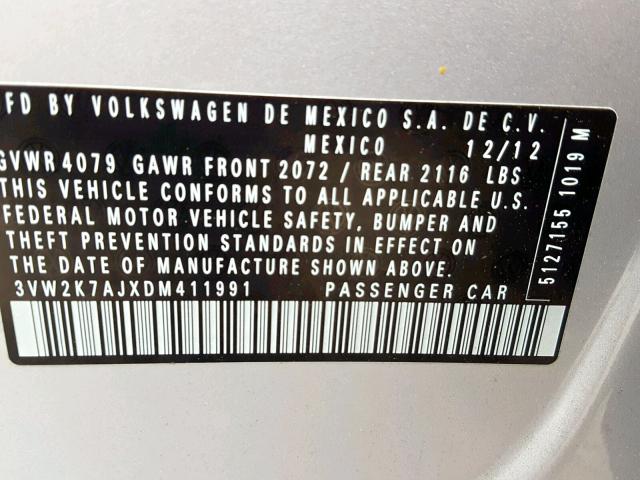 FD BY VOLKSWAGEN DE MEXICO S.A. DE C.V.
MEXICO 12/12
GVWR 4079 GAWR FRONT 2072 / REAR 2116 LBS
THIS VEHICLE CONFORMS TO ALL APPLICABLE U.S.
FEDERAL MOTOR VEHICLE SAFETY, BUMPER AND
THEFT PREVENTION STANDARDS IN EFFECT ON
THE DATE OF MANUFACTURE SHOWN ABOVE
3VW2K7AJXDM411991 PASSENGER CAR
5127155 1019 M